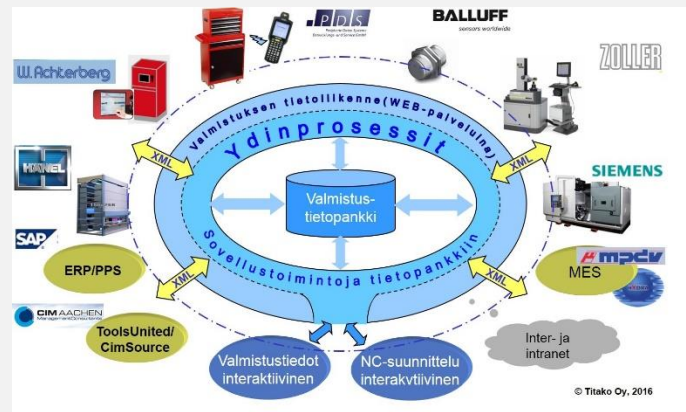 PDS
BALLUFF
sensors worldwide
ZOLLER
W. Achterberg
Valmistuksen tietoliikenne(WEB-palveluina)
Ydinprosessit
XML
XML
HÄNEL
SIEMENS
Valmistus-
tietopankki
SAP
ERP/PPS
Sovellustoimintoja tietopankkiin
XML
XML
mpdv
MES
CIM AACHEN
ToolsUnited/
CimSource
Valmistustiedot
interaktiivinen
NC-suunnittelu
interakvtiivinen
Inter- ja
intranet
© Titako Oy, 2016